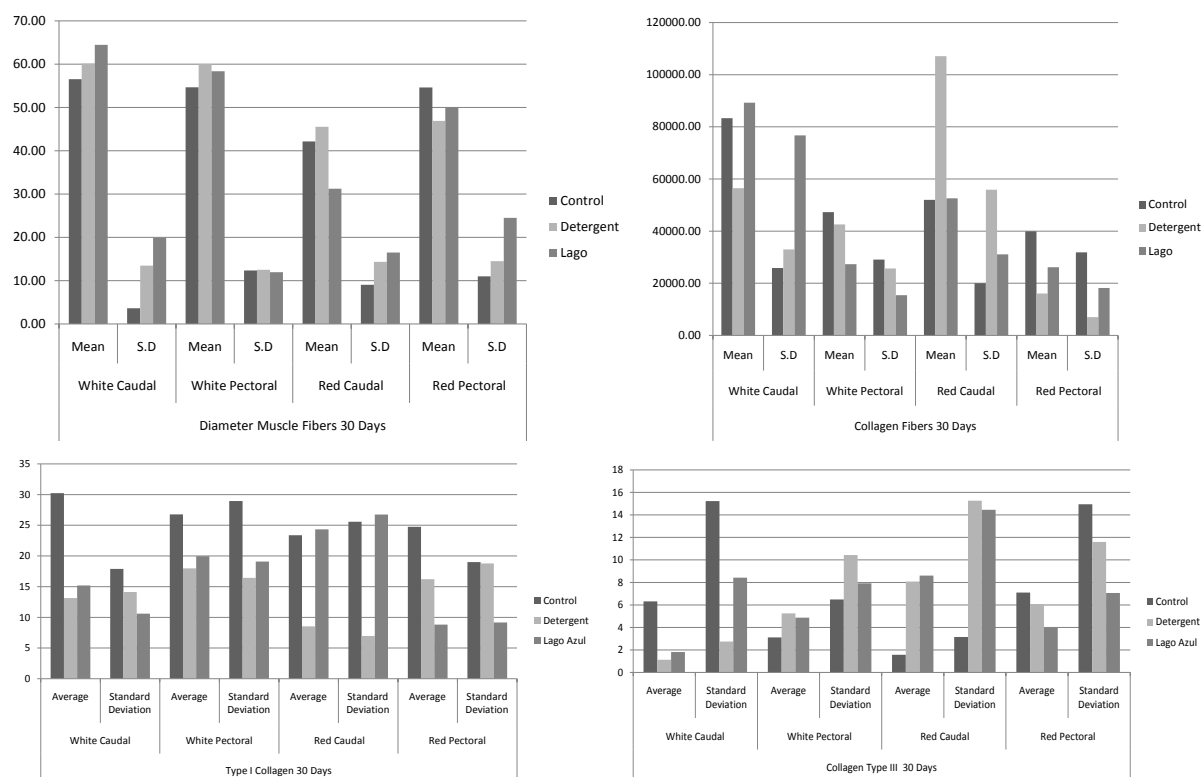 70.00
60.00
50.00
40.00
30.00
20.00
10.00
0.00
Mean S.D Mean S.D Mean S.D Mean S.D
White Caudal White Pectoral Red Caudal Red Pectoral
Diameter Muscle Fibers 30 Days
Control
Detergent
Lago
120000.00
100000.00
80000.00
60000.00
40000.00
20000.00
0.00
Mean S.D Mean S.D Mean S.D Mean S.D
White Caudal White Pectoral Red Caudal Red Pectoral
Collagen Fibers 30 Days
Control
Detergent
Lago
35
30
25
20
15
10
5
0
Average Standard Average Standard Average Standard Average Standard
Deviation Deviation Deviation Deviation
White Caudal White Pectoral Red Caudal Red Pectoral
Type I Collagen 30 Days
Control
Detergent
Lago Azul
18
16
14
12
10
8
6
4
2
0
Average Standard Average Standard Average Standard Average Standard
Deviation Deviation Deviation Deviation
White Caudal White Pectoral Red Caudal Red Pectoral
Collagen Type III 30 Days
Control
Detergent
Lago Azul